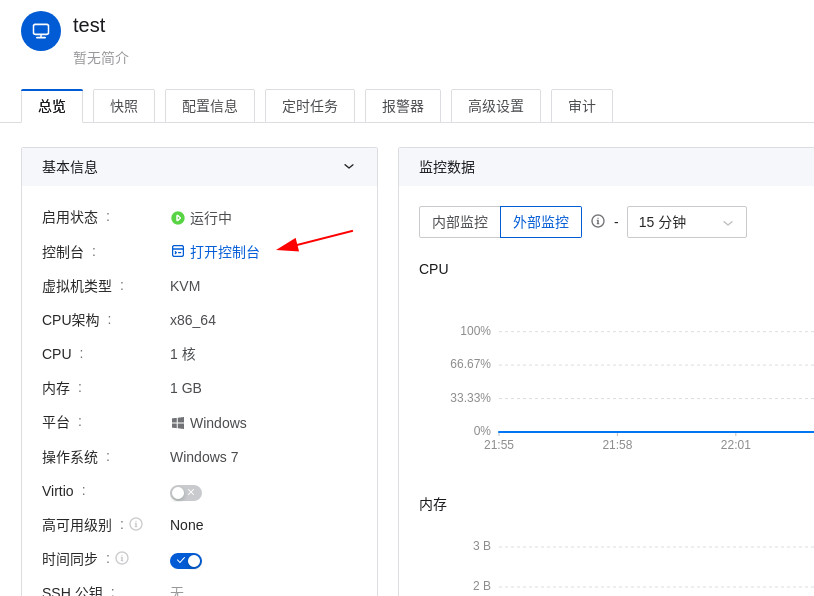 test
暂无简介
总览 快照 配置信息 定时任务 报警器 高级设置 审计
基本信息
启用状态 : 运行中
控制台 : 打开控制台
虚拟机类型 : KVM
CPU架构 : x86_64
CPU : 1 核
内存 : 1 GB
平台 : Windows
操作系统 : Windows 7
Virtio :
高可用级别 : None
时间同步 :
SSH 公钥 : 无
监控数据
内部监控 外部监控 - 15 分钟
CPU
100%
66.67%
33.33%
0%
21:55 21:58 22:01
内存
3 B
2 B